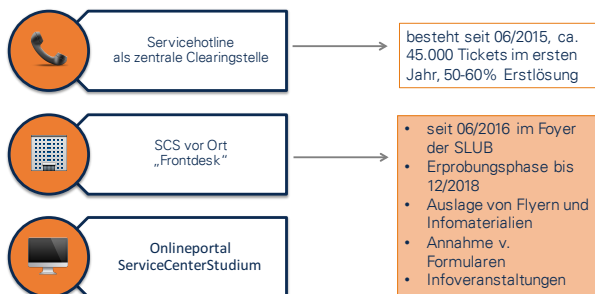 Servicehotline
als zentrale Clearingstelle
besteht seit 06/2015, ca.
45.000 Tickets im ersten
Jahr, 50-60% Erstlösung
SCS vor Ort
„Frontdesk“
• seit 06/2016 im Foyer
der SLUB
• Erprobungsphase bis
12/2018
• Auslage von Flyern und
Infomaterialien
• Annahme v.
Formularen
• Infoveranstaltungen
Onlineportal
ServiceCenterStudium